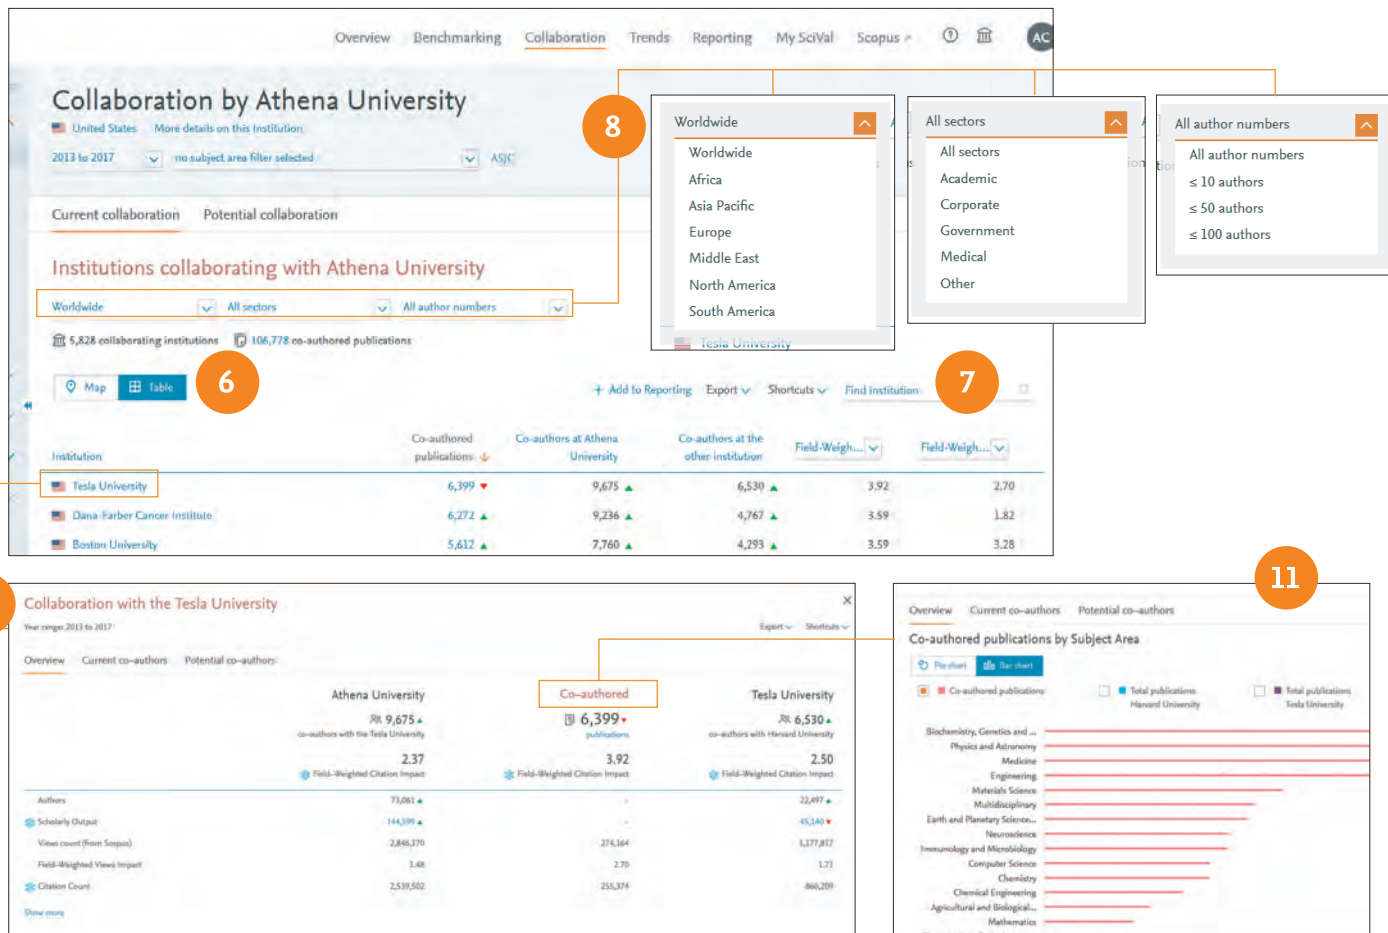 Overview Benchmarking Collaboration Trends Reporting My SciVal Scopus
AC
Collaboration by Athena University
United States More details on this Institution
2013 to 2017 no subject area filter selected ASJC
8
Worldwide
Worldwide
Africa
Asia Pacific
Europe
Middle East
North America
South America
Tesla University
All sectors
All sectors
Academic
Corporate
Government
Medical
Other
All author numbers
All author numbers
≤ 10 authors
≤ 50 authors
≤ 100 authors
Current collaboration Potential collaboration
Institutions collaborating with Athena University
Worldwide All sectors All author numbers
5,828 collaborating institutions 106,778 co-authored publications
Map Table
6
+ Add to Reporting Export Shortcuts Find institution
7
Institution Co-authored publications Co-authors at Athena University Co-authors at the other institution Field-Weigh... Field-Weigh...
Tesla University 6,399 9,675 6,530 3.92 2.70
Dana-Farber Cancer Institute 6,272 9,236 4,767 3.59 1.82
Boston University 5,612 7,760 4,293 3.59 3.28
Collaboration with the Tesla University
Year range: 2013 to 2017 Export Shortcuts
Overview Current co-authors Potential co-authors
Athena University Co-authored Tesla University
9,675 6,399 6,530
co-authors with the Tesla University publications co-authors with Harvard University
2.37 3.92 2.50
Field-Weighted Citation Impact Field-Weighted Citation Impact Field-Weighted Citation Impact
Authors 73,061 - 22,497
Scholarly Output 144,599 - 45,140
Views count (from Scopus) 2,846,370 274,164 1,177,817
Field-Weighted Views Impact 1.48 2.70 1.71
Citation Count 2,539,502 255,374 860,209
Show more
11
Overview Current co-authors Potential co-authors
Co-authored publications by Subject Area
Pie chart Bar chart
Co-authored publications Total publications Total publications
Harvard University Tesla University
Biochemistry, Genetics and ...
Physics and Astronomy
Medicine
Engineering
Materials Science
Multidisciplinary
Earth and Planetary Science...
Neuroscience
Immunology and Microbiology
Computer Science
Chemistry
Chemical Engineering
Agricultural and Biological...
Mathematics